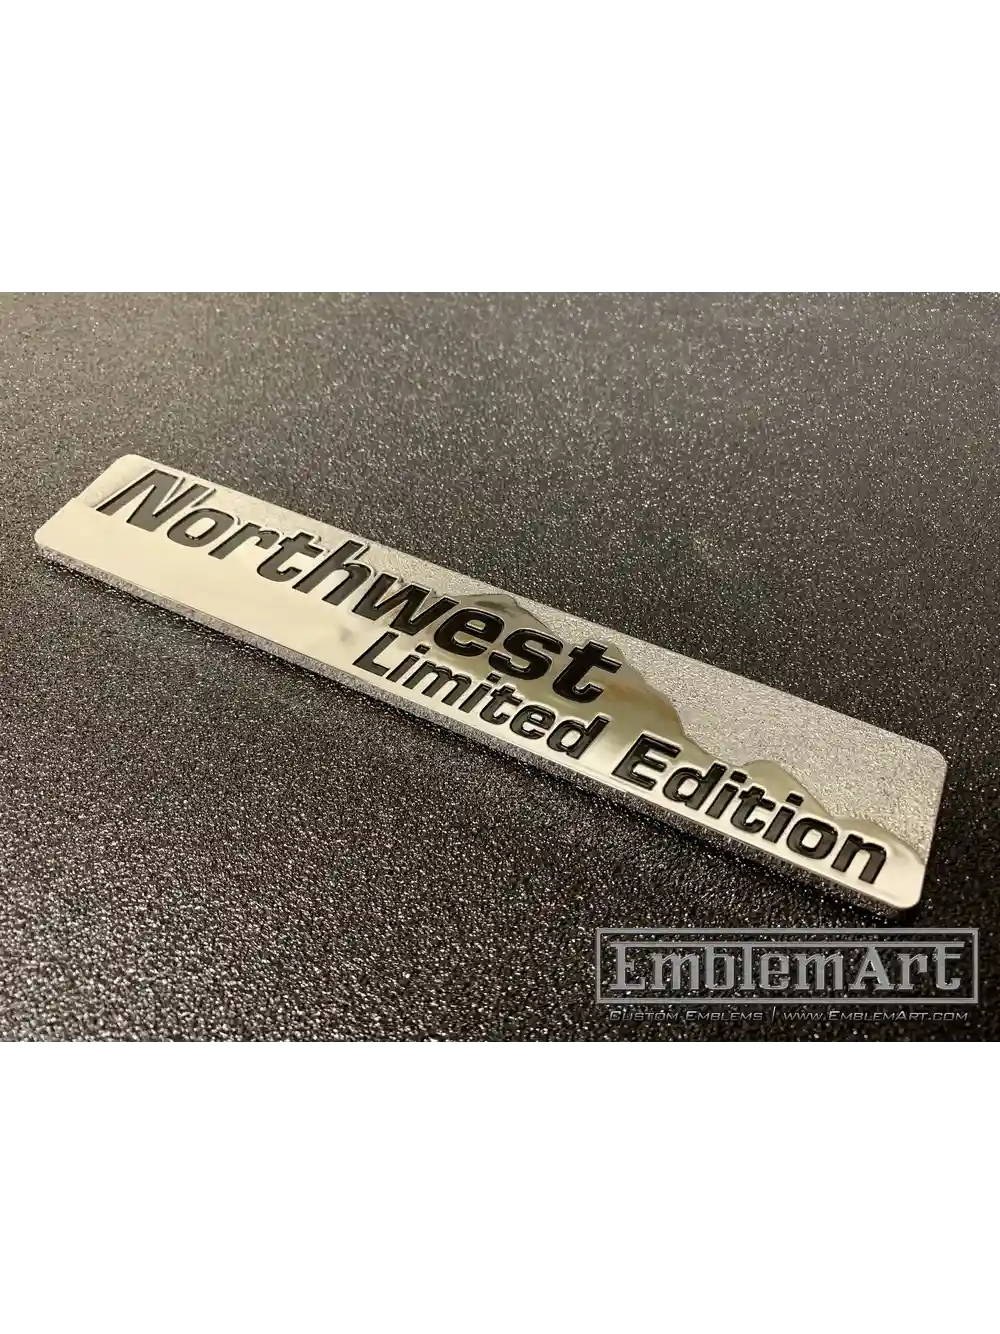 Northwest
Limited Edition
EmblemArt
Custom Emblems | www.EmblemArt.com